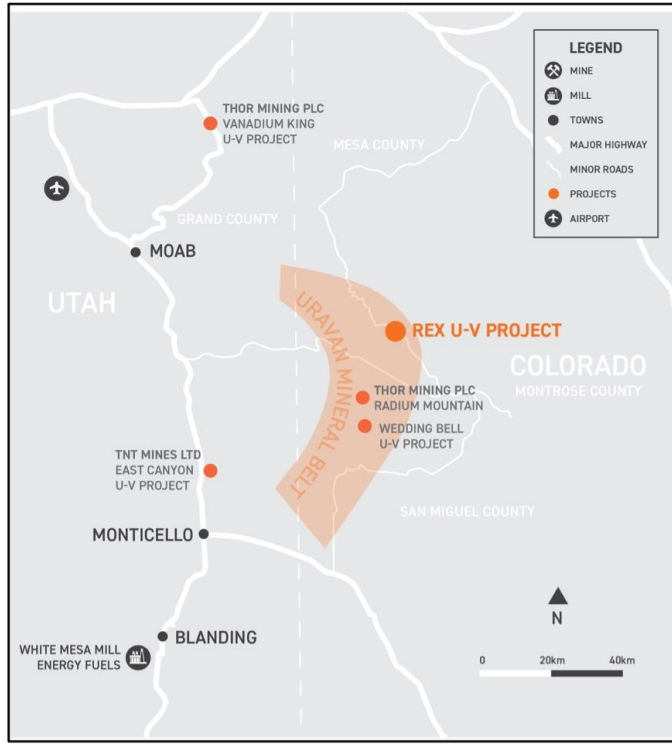 LEGEND
MINE
MILL
TOWNS
MAJOR HIGHWAY
MINOR ROADS
PROJECTS
AIRPORT
THOR MINING PLC
VANADIUM KING
U-V PROJECT
MESA COUNTY
GRAND COUNTY
MOAB
UTAH
URAVAN MINERAL BELT
REX U-V PROJECT
COLORADO
MONTROSE COUNTY
THOR MINING PLC
RADIUM MOUNTAIN
WEDDING BELL
U-V PROJECT
TNT MINES LTD
EAST CANYON
U-V PROJECT
SAN MIGUEL COUNTY
MONTICELLO
BLANDING
WHITE MESA MILL
ENERGY FUELS
N
0 20km 40km